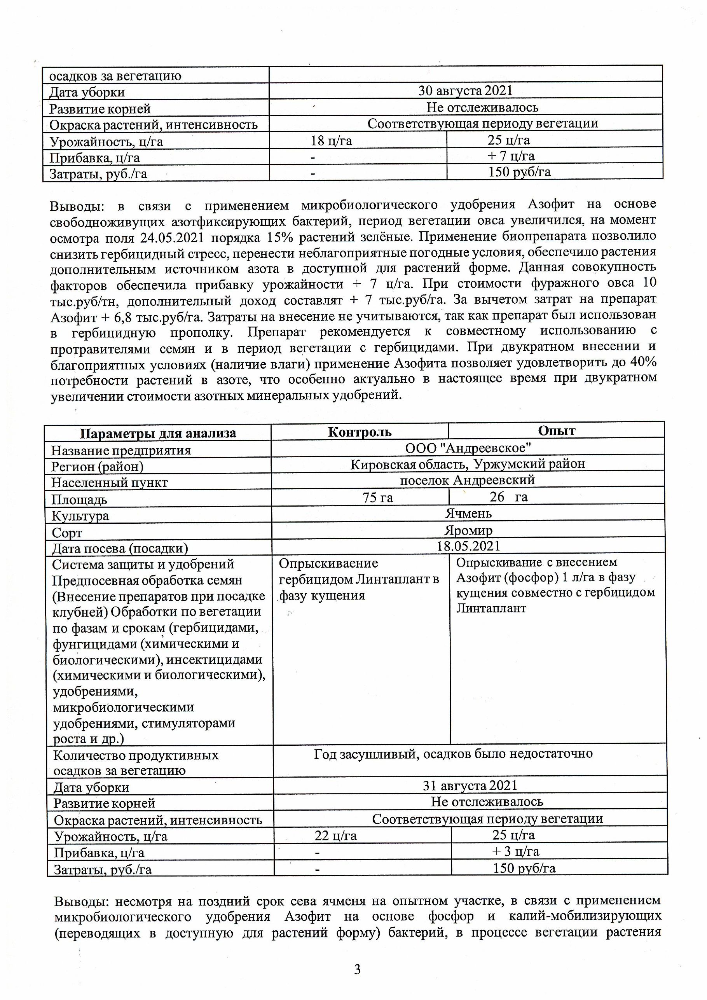 осадков за вегетацию
Дата уборки 30 августа 2021
Развитие корней Не отслеживалось
Окраска растений, интенсивность Соответствующая периоду вегетации
Урожайность, ц/га 18 ц/га 25 ц/га
Прибавка, ц/га - + 7 ц/га
Затраты, руб./га - 150 руб/га
Выводы: в связи с применением микробиологического удобрения Азофит на основе
свободноживущих азотфиксирующих бактерий, период вегетации овса увеличился, на момент
осмотра поля 24.05.2021 порядка 15% растений зелёные. Применение биопрепарата позволило
снизить гербицидный стресс, перенести неблагоприятные погодные условия, обеспечило растения
дополнительным источником азота в доступной для растений форме. Данная совокупность
факторов обеспечила прибавку урожайности + 7 ц/га. При стоимости фуражного овса 10
тыс.руб/тн, дополнительный доход составлят + 7 тыс.руб/га. За вычетом затрат на препарат
Азофит + 6,8 тыс.руб/га. Затраты на внесение не учитываются, так как препарат был использован
в гербицидную прополку. Препарат рекомендуется к совместному использованию с
протравителями семян и в период вегетации с гербицидами. При двукратном внесении и
благоприятных условиях (наличие влаги) применение Азофита позволяет удовлетворить до 40%
потребности растений в азоте, что особенно актуально в настоящее время при двукратном
увеличении стоимости азотных минеральных удобрений.
Параметры для анализа Контроль Опыт
Название предприятия ООО "Андреевское"
Регион (район) Кировская область, Уржумский район
Населенный пункт поселок Андреевский
Площадь 75 га 26 га
Культура Ячмень
Сорт Яромир
Дата посева (посадки) 18.05.2021
Система защиты и удобрений Опрыскиваение Опрыскивание с внесением
Предпосевная обработка семян гербицидом Линтаплант в Азофит (фосфор) 1 л/га в фазу
(Внесение препаратов при посадке фазу кущения кущения совместно с гербицидом
клубней) Обработки по вегетации Линтаплант
по фазам и срокам (гербицидами,
фунгицидами (химическими и
биологическими), инсектицидами
(химическими и биологическими),
удобрениями,
микробиологическими
удобрениями, стимуляторами
роста и др.)
Количество продуктивных Год засушливый, осадков было недостаточно
осадков за вегетацию
Дата уборки 31 августа 2021
Развитие корней Не отслеживалось
Окраска растений, интенсивность Соответствующая периоду вегетации
Урожайность, ц/га 22 ц/га 25 ц/га
Прибавка, ц/га - + 3 ц/га
Затраты, руб./га - 150 руб/га
Выводы: несмотря на поздний срок сева ячменя на опытном участке, в связи с применением
микробиологического удобрения Азофит на основе фосфор и калий-мобилизирующих
(переводящих в доступную для растений форму) бактерий, в процессе вегетации растения
3